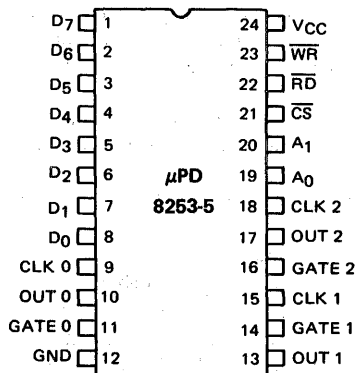 D7 1 24 VCC
D6 2 23 W̅R̅
D5 3 22 R̅D̅
D4 4 21 C̅S̅
D3 5 20 A1
D2 6 μPD 19 A0
D1 7 8253-5 18 CLK 2
D0 8 17 OUT 2
CLK 0 9 16 GATE 2
OUT 0 10 15 CLK 1
GATE 0 11 14 GATE 1
GND 12 13 OUT 1